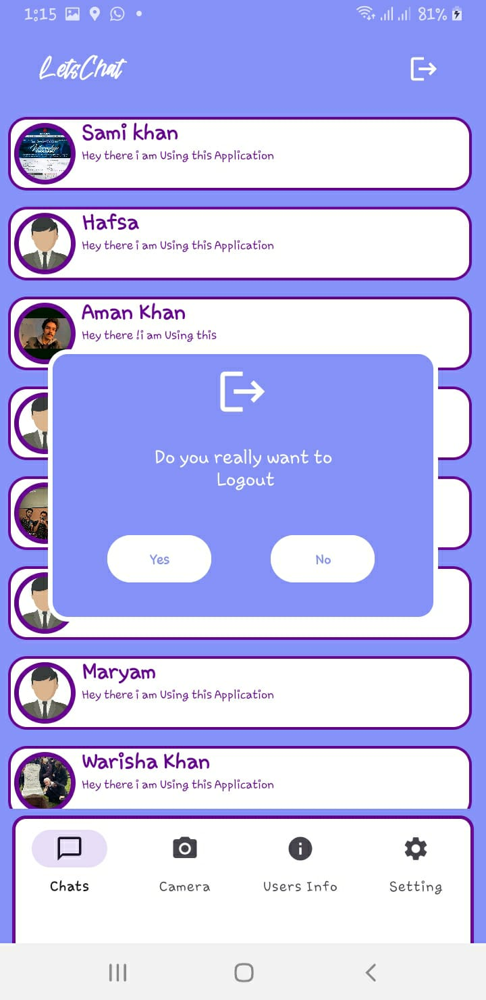 1:15
81%
LetsChat
Sami khan
Hey there i am Using this Application
Hafsa
Hey there i am Using this Application
Aman Khan
Hey there !i am Using this
Do you really want to
Logout
Yes
No
Maryam
Hey there i am Using this Application
Warisha Khan
Hey there i am Using this Application
Chats
Camera
Users Info
Setting